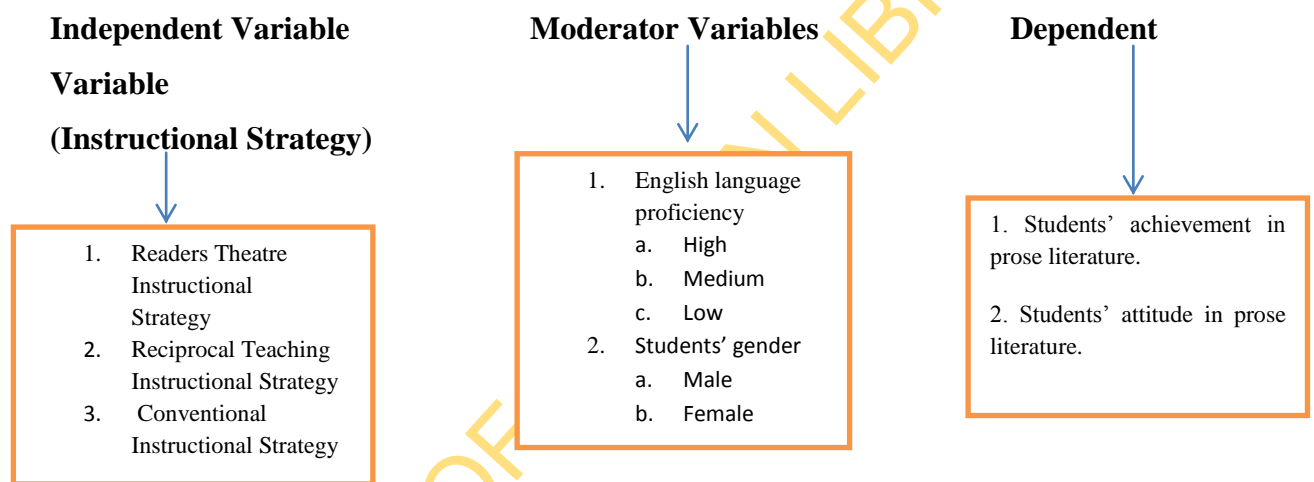 Independent Variable
Variable
(Instructional Strategy)
1. Readers Theatre
Instructional
Strategy
2. Reciprocal Teaching
Instructional Strategy
3. Conventional
Instructional Strategy
Moderator Variables
1. English language
proficiency
a. High
b. Medium
c. Low
2. Students’ gender
a. Male
b. Female
Dependent
1. Students’ achievement in
prose literature.
2. Students’ attitude in prose
literature.
OF